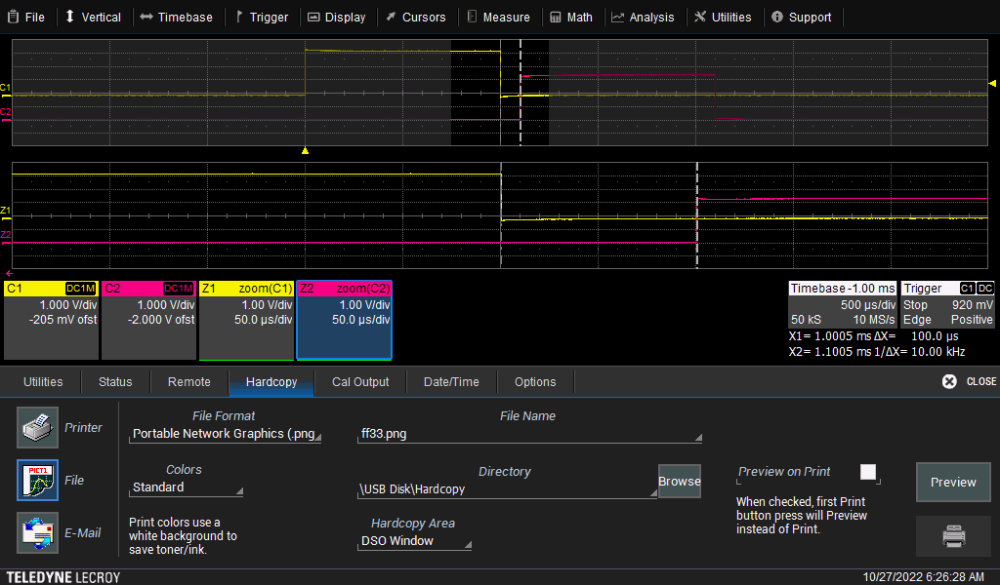 File Vertical Timebase Trigger Display Cursors Measure Math Analysis Utilities Support
C1
C2
Z1
Z2
C1 DC1M C2 DC1M Z1 zoom(C1) Z2 zoom(C2) Timebase -1.00 ms Trigger C1 DC
1.000 V/div 1.000 V/div 1.00 V/div 1.00 V/div 500 µs/div Stop 920 mV
-205 mV ofst -2.000 V ofst 50.0 µs/div 50.0 µs/div 50 kS 10 MS/s Edge Positive
X1= 1.0005 ms ΔX= 100.0 µs
X2= 1.1005 ms 1/ΔX= 10.00 kHz
Utilities Status Remote Hardcopy Cal Output Date/Time Options CLOSE
Printer
File
E-Mail
File Format
Portable Network Graphics (.png
File Name
ff33.png
Colors
Standard
Print colors use a
white background to
save toner/ink.
Directory
\USB Disk\Hardcopy
Browse
Hardcopy Area
DSO Window
Preview on Print
When checked, first Print
button press will Preview
instead of Print.
Preview
PICT1
TELEDYNE LECROY 10/27/2022 6:26:28 AM